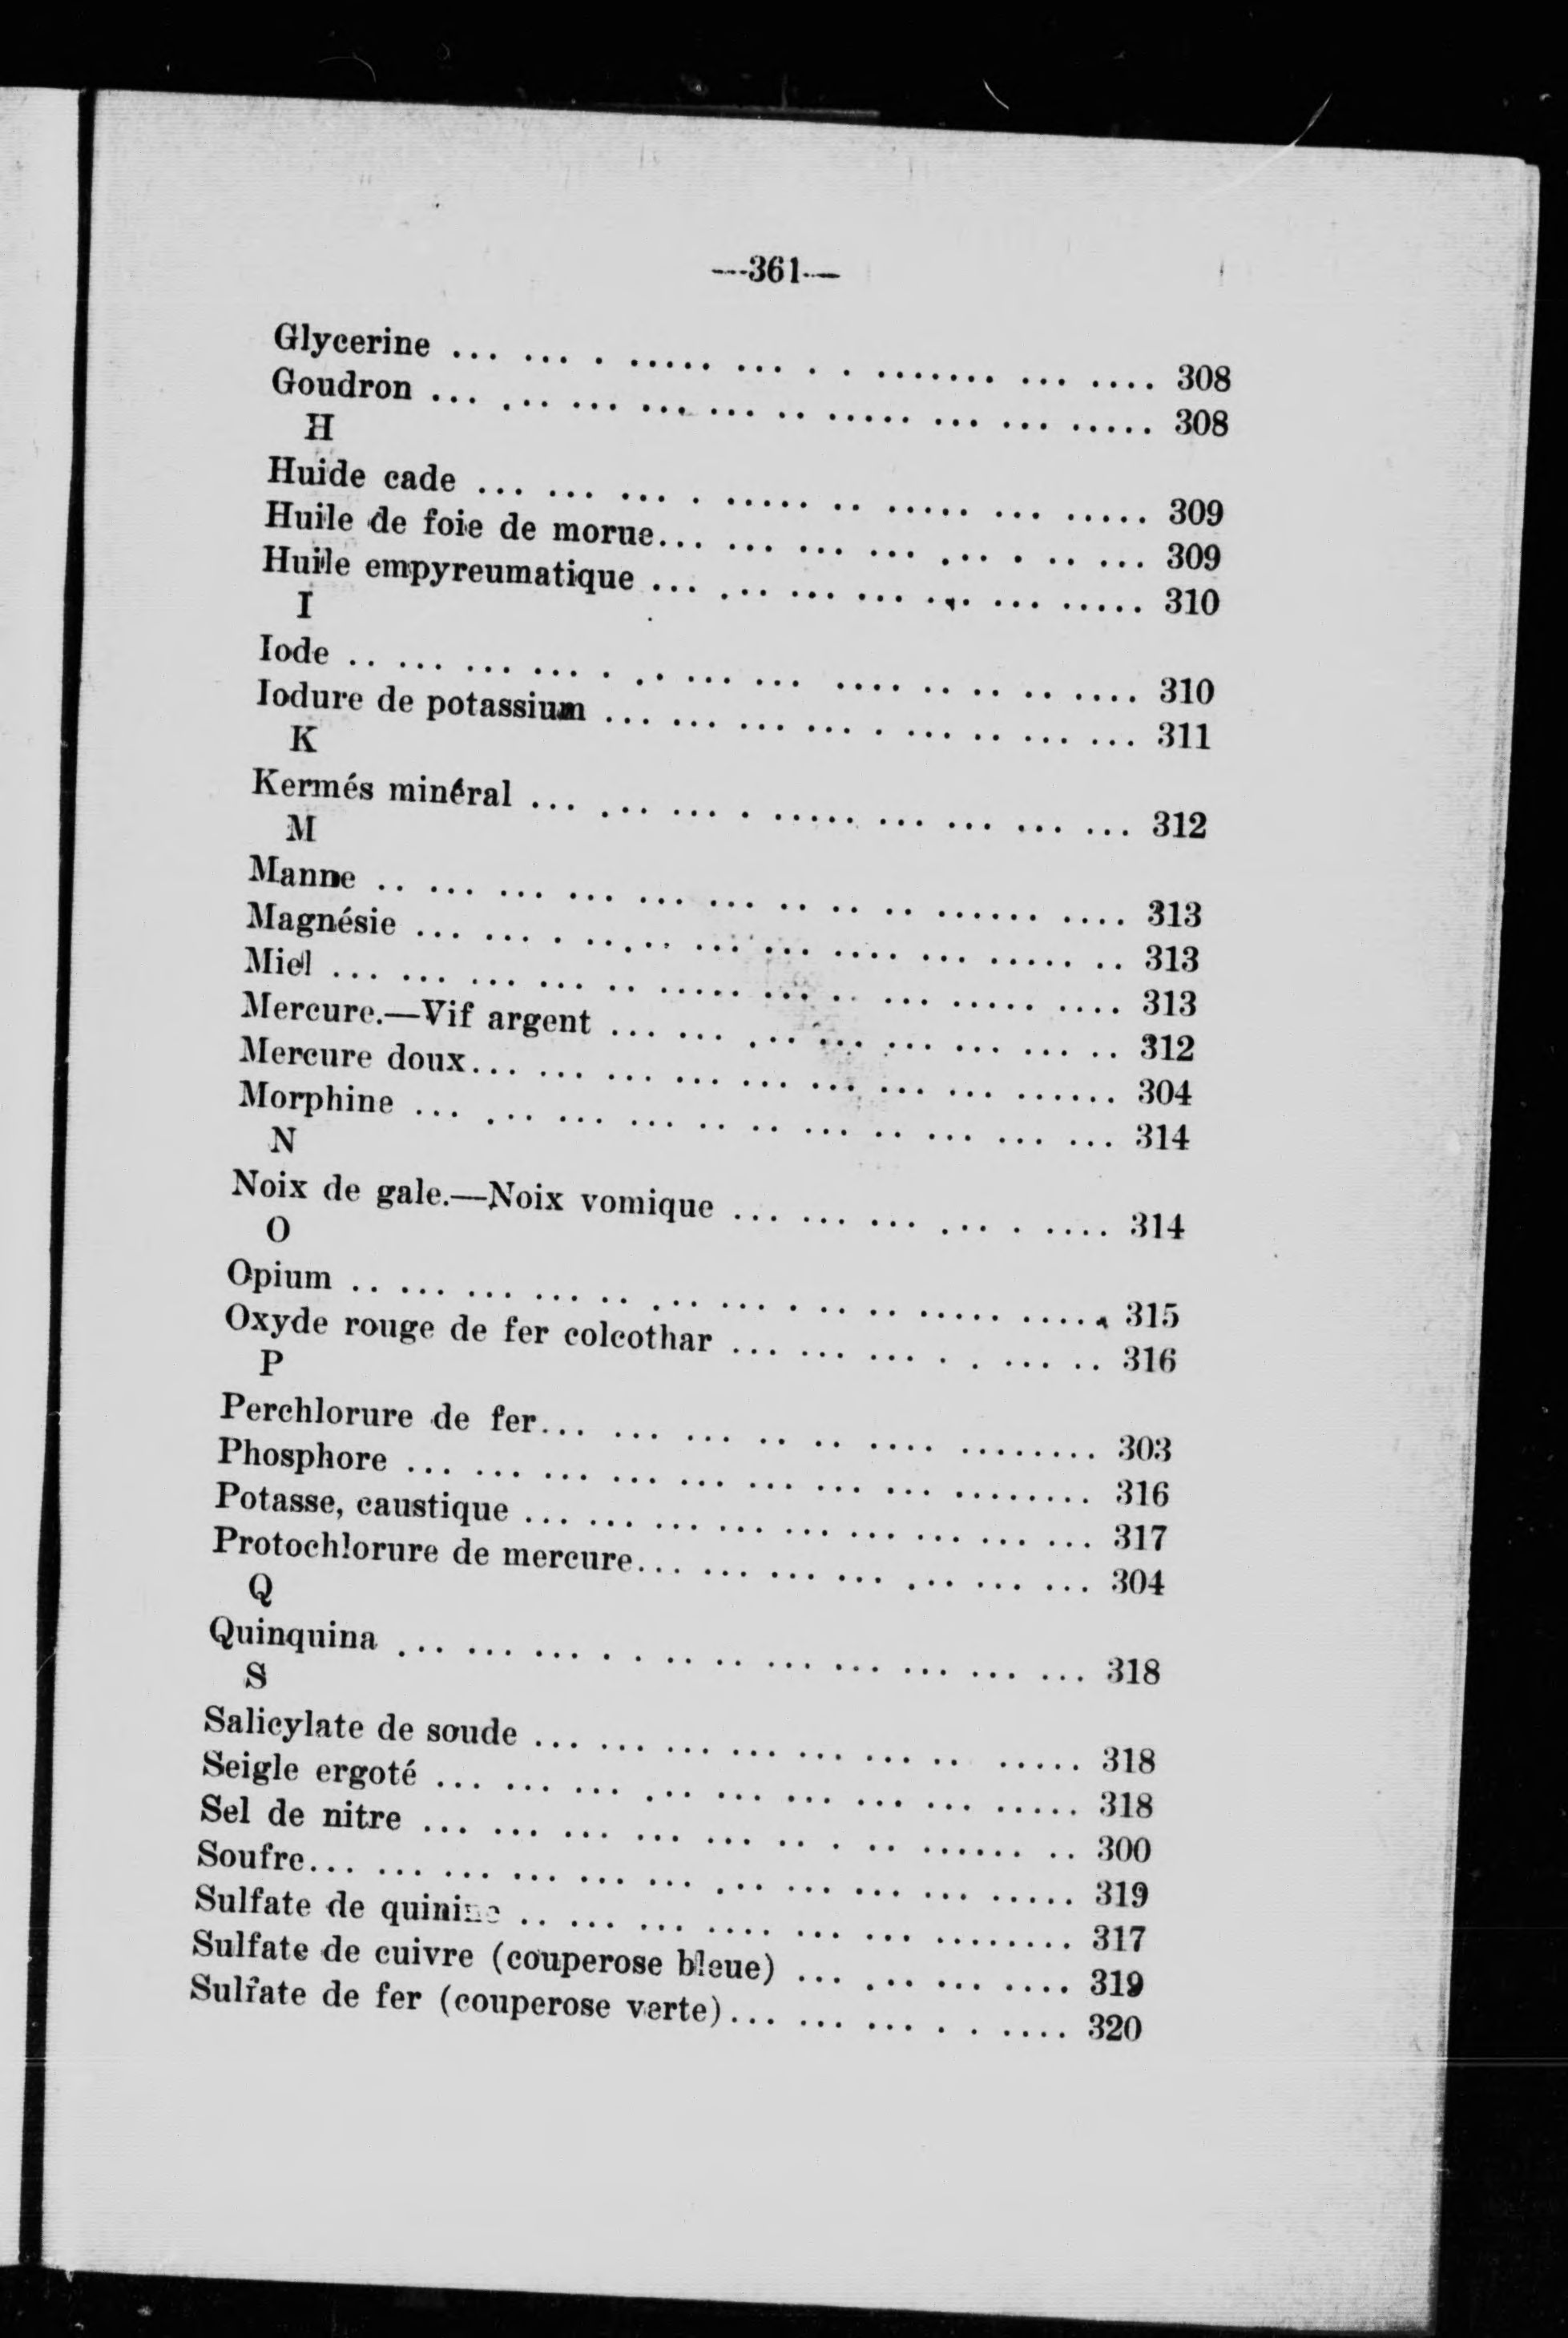 —361—
Glycerine ... ... . ..... ... . . ....... ... .... 308
Goudron ... ... ... ... ... .. ..... ... ... ..... 308
H
Huide cade ... ... ... . ..... .. ..... ... ..... 309
Huile de foie de morue... ... ... ... ... . .. ... 309
Huile empyreumatique ... ... ... ... ... ... ..... 310
I
Iode .. ... ... ... . .. ... ... .... .. .. .. .... 310
Iodure de potassium ... ... ... ... . ... .. ... ... 311
K
Kermés minéral ... ... ... . ..... ... ... ... ... 312
M
Manne .. ... ... ... ... ... .. .. .. ...... .... 313
Magnésie ... ... . ..... ... ... .... ... ..... .. 313
Miel ... ... ... ... .. ..... ... .. ... ..... .... 313
Mercure.—Vif argent ... ... ... ... ... ... ... .. 312
Mercure doux... ... ... ... ... ... ... ... ...... 304
Morphine ... ... ... ... .. .. ... .. ... ... ... 314
N
Noix de gale.—Noix vomique ... ... ... ... . .... 314
O
Opium .. ... ... ... .. ... ... . .. .. ..... ..... 315
Oxyde rouge de fer colcothar ... ... ... . . ... .. 316
P
Perchlorure de fer... ... ... .. .. .... ........ 303
Phosphore ... ... ... ... ... ... ... ... ........ 316
Potasse, caustique ... ... ... ... ... ... ... ... ... 317
Protochlorure de mercure... ... ... ... ... ... ... 304
Q
Quinquina ... ... ... . . .. .. ... ... ... ... ... 318
S
Salicylate de soude ... ... ... ... ... ... .. ..... 318
Seigle ergoté ... ... ... ... ... ... ... ... ..... 318
Sel de nitre ... ... ... ... ... .. . .. ...... .. 300
Soufre... ... ... ... ... ... ... ... ... ... ..... 319
Sulfate de quinine .. ... ... .... ... ... ........ 317
Sulfate de cuivre (couperose bleue) ... ... ... .... 319
Sulfate de fer (couperose verte)... ... ... . . .... 320